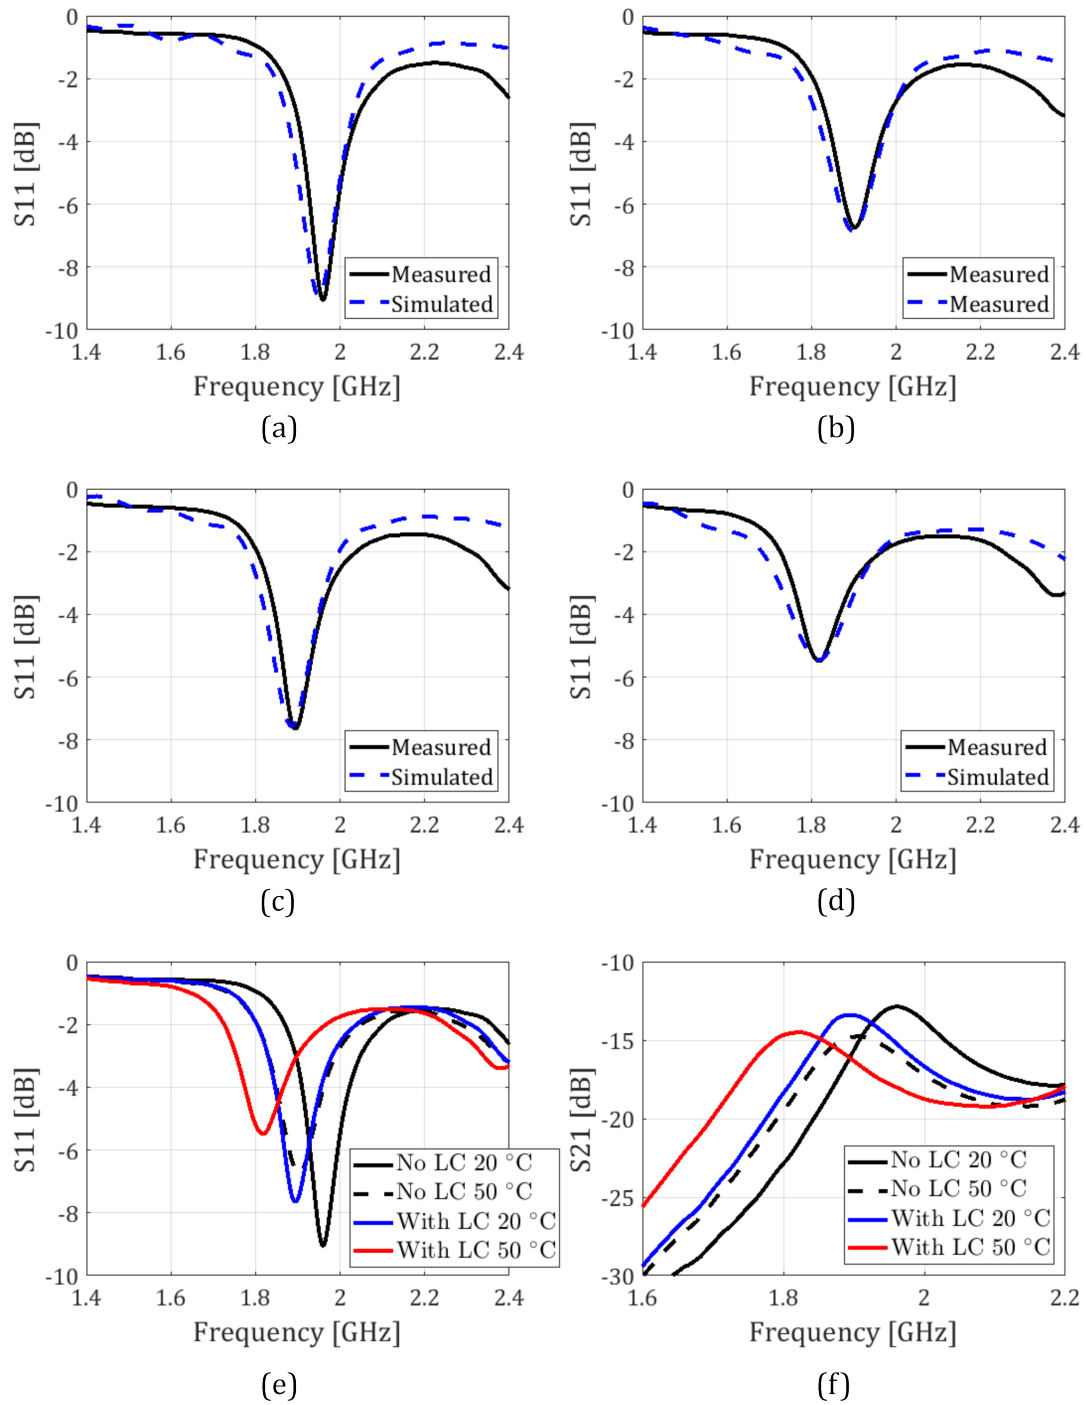 0
-2
-4
-6
-8
-10
S11 [dB]
1.4 1.6 1.8 2 2.2 2.4
Frequency [GHz]
Measured
Simulated
(a)
0
-2
-4
-6
-8
-10
S11 [dB]
1.4 1.6 1.8 2 2.2 2.4
Frequency [GHz]
Measured
Measured
(b)
0
-2
-4
-6
-8
-10
S11 [dB]
1.4 1.6 1.8 2 2.2 2.4
Frequency [GHz]
Measured
Simulated
(c)
0
-2
-4
-6
-8
-10
S11 [dB]
1.4 1.6 1.8 2 2.2 2.4
Frequency [GHz]
Measured
Simulated
(d)
0
-2
-4
-6
-8
-10
S11 [dB]
1.4 1.6 1.8 2 2.2 2.4
Frequency [GHz]
No LC 20 °C
No LC 50 °C
With LC 20 °C
With LC 50 °C
(e)
-10
-15
-20
-25
-30
S21 [dB]
1.6 1.8 2 2.2
Frequency [GHz]
No LC 20 °C
No LC 50 °C
With LC 20 °C
With LC 50 °C
(f)